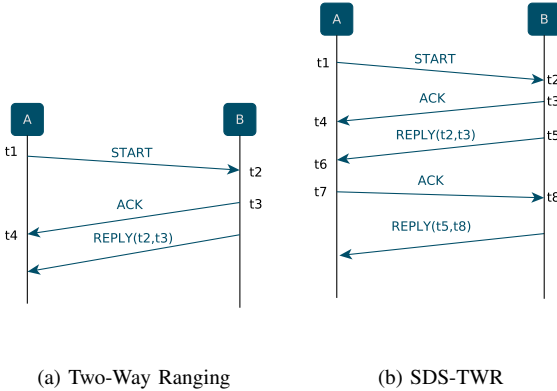 A
B
t1
START
t2
t3
ACK
t4
REPLY(t2,t3)
(a) Two-Way Ranging
A
B
t1
START
t2
ACK
t3
t4
REPLY(t2,t3)
t5
t6
t7
ACK
t8
REPLY(t5,t8)
(b) SDS-TWR